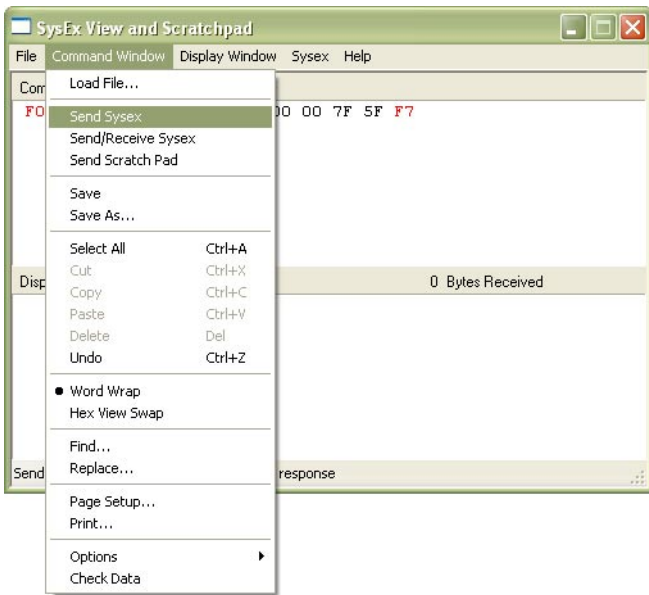 SysEx View and Scratchpad
File Command Window Display Window Sysex Help
Com
Load File...
F0 00 00 7F 5F F7
Send Sysex
Send/Receive Sysex
Send Scratch Pad
Save
Save As...
Select All Ctrl+A
Cut Ctrl+X
Disp 0 Bytes Received
Copy Ctrl+C
Paste Ctrl+V
Delete Del
Undo Ctrl+Z
Word Wrap
Hex View Swap
Find...
Replace...
Send response
Page Setup...
Print...
Options
Check Data